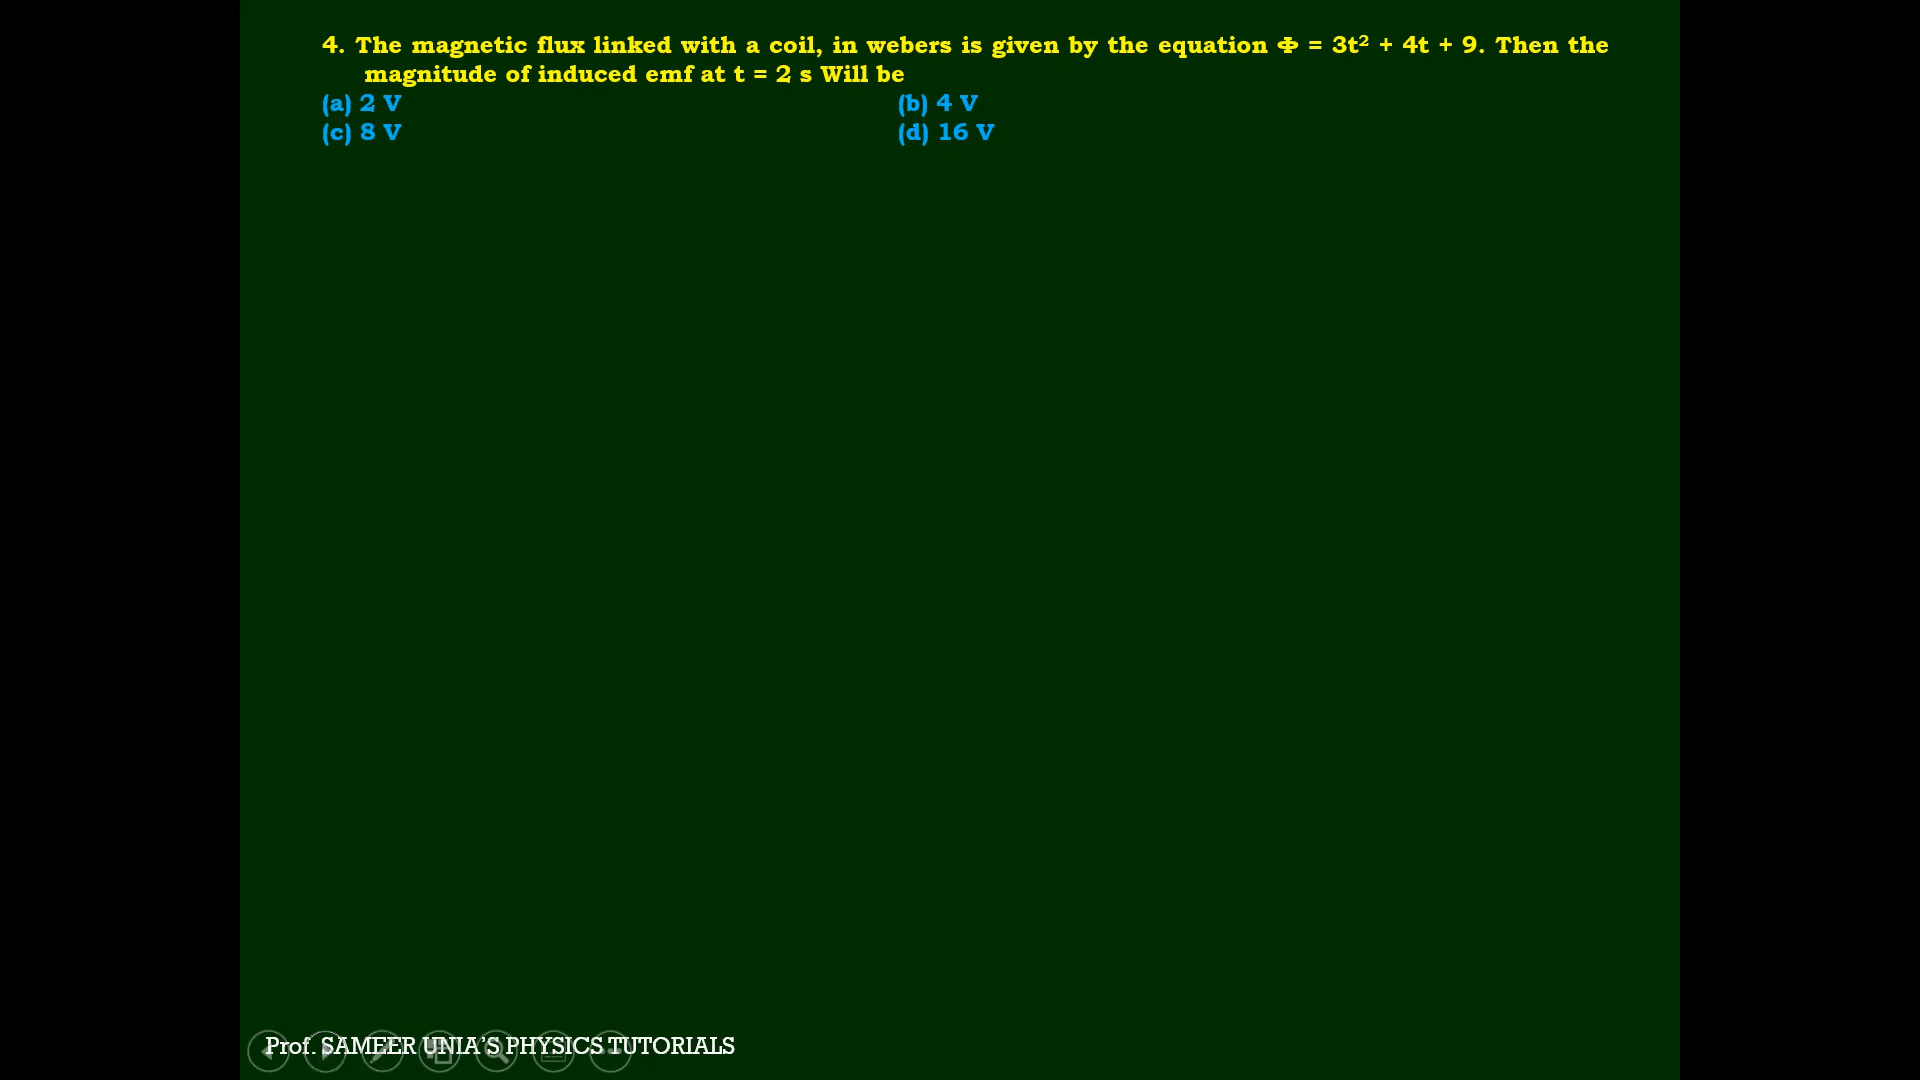 4. The magnetic flux linked with a coil, in webers is given by the equation Φ = 3t² + 4t + 9. Then the
magnitude of induced emf at t = 2 s Will be
(a) 2 V (b) 4 V
(c) 8 V (d) 16 V
Prof. SAMEER UNIA’S PHYSICS TUTORIALS